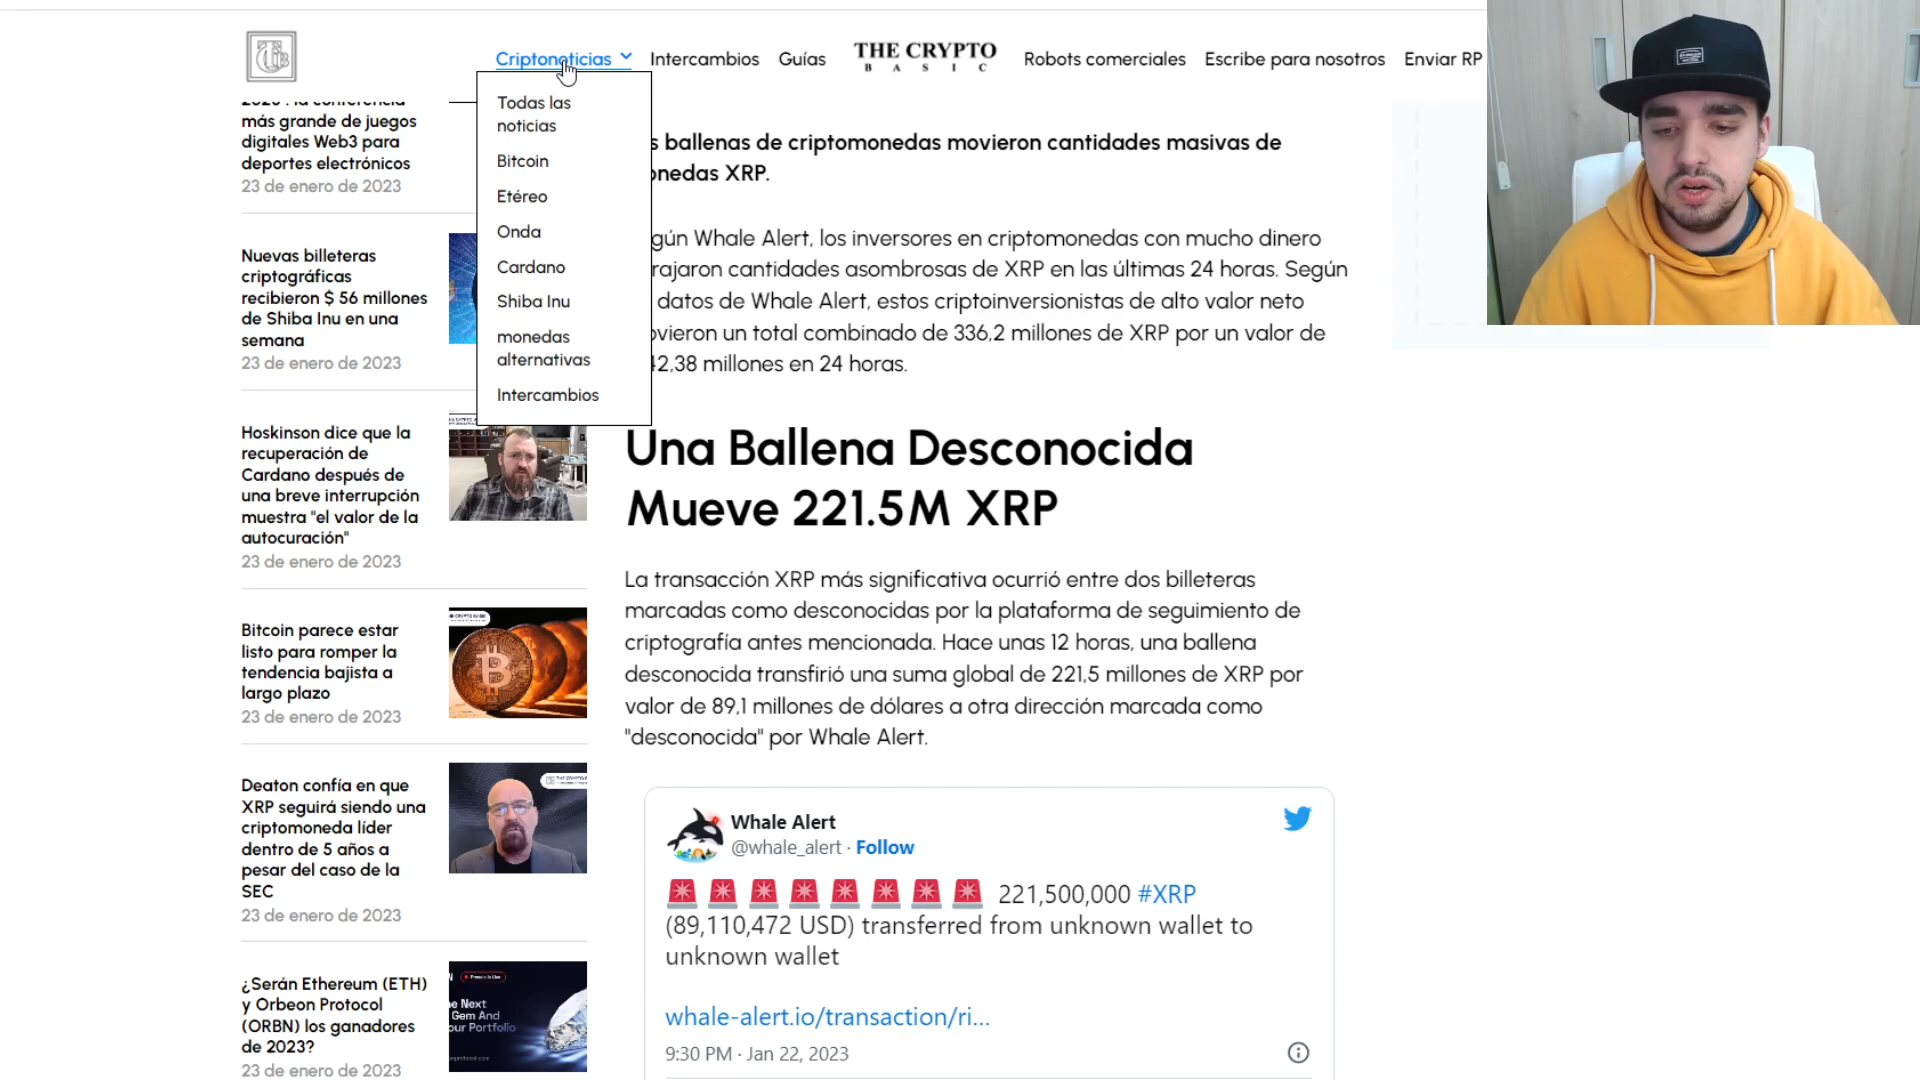 Criptonoticias
Intercambios
Guías
THE CRYPTO
BASIC
Robots comerciales
Escribe para nosotros
Enviar RP
Todas las
noticias
Bitcoin
Etéreo
Onda
Cardano
Shiba Inu
monedas
alternativas
Intercambios
más grande de juegos
digitales Web3 para
deportes electrónicos
23 de enero de 2023
Nuevas billeteras
criptográficas
recibieron $ 56 millones
de Shiba Inu en una
semana
23 de enero de 2023
Hoskinson dice que la
recuperación de
Cardano después de
una breve interrupción
muestra "el valor de la
autocuración"
23 de enero de 2023
Bitcoin parece estar
listo para romper la
tendencia bajista a
largo plazo
23 de enero de 2023
Deaton confía en que
XRP seguirá siendo una
criptomoneda líder
dentro de 5 años a
pesar del caso de la
SEC
23 de enero de 2023
¿Serán Ethereum (ETH)
y Orbeon Protocol
(ORBN) los ganadores
de 2023?
23 de enero de 2023
ballenas de criptomonedas movieron cantidades masivas de
XRP.
Whale Alert, los inversores en criptomonedas con mucho dinero
cantidades asombrosas de XRP en las últimas 24 horas. Según
datos de Whale Alert, estos criptoinversionistas de alto valor neto
un total combinado de 336,2 millones de XRP por un valor de
42,38 millones en 24 horas.
Una Ballena Desconocida
Mueve 221.5M XRP
La transacción XRP más significativa ocurrió entre dos billeteras
marcadas como desconocidas por la plataforma de seguimiento de
criptografía antes mencionada. Hace unas 12 horas, una ballena
desconocida transfirió una suma global de 221,5 millones de XRP por
valor de 89,1 millones de dólares a otra dirección marcada como
"desconocida" por Whale Alert.
Whale Alert
@whale_alert · Follow
221,500,000 #XRP
(89,110,472 USD) transferred from unknown wallet to
unknown wallet
whale-alert.io/transaction/ri...
9:30 PM · Jan 22, 2023